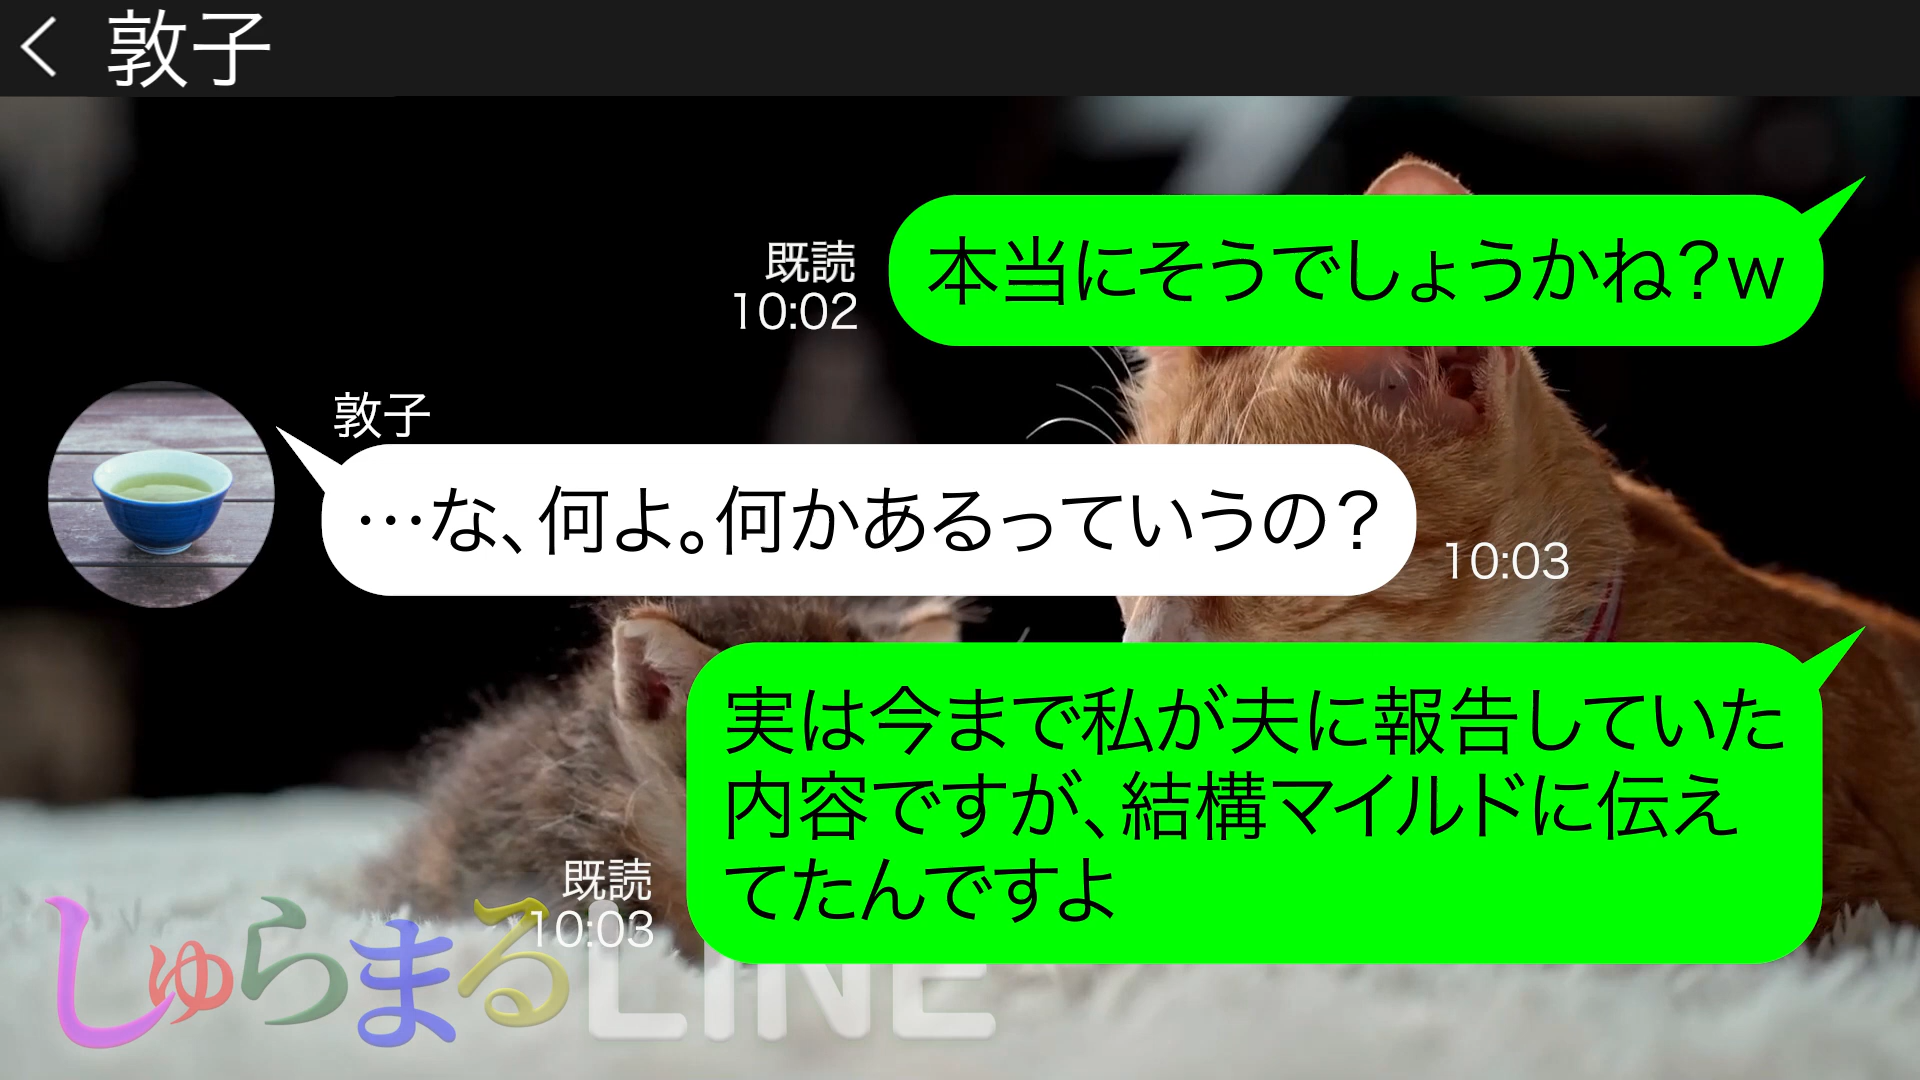 敦子
本当にそうでしょうかね？w
既読
10:02
敦子
…な、何よ。何かあるっていうの？
10:03
実は今まで私が夫に報告していた
内容ですが、結構マイルドに伝え
てたんですよ
既読
10:03
しゅらまるLINE